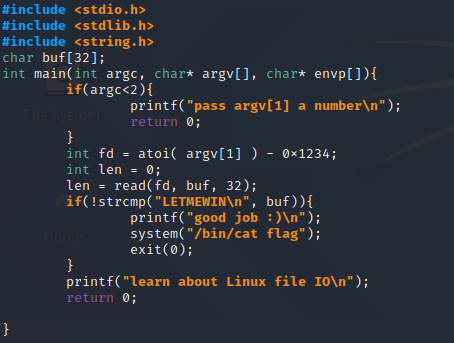 #include <stdio.h>
#include <stdlib.h>
#include <string.h>
char buf[32];
int main(int argc, char* argv[], char* envp[]){
        if(argc<2){
                printf("pass argv[1] a number\n");
                return 0;
        }
        int fd = atoi( argv[1] ) - 0×1234;
        int len = 0;
        len = read(fd, buf, 32);
        if(!strcmp("LETMEWIN\n", buf)){
                printf("good job :)\n");
                system("/bin/cat flag");
                exit(0);
        }
        printf("learn about Linux file IO\n");
        return 0;

}
File System
Home